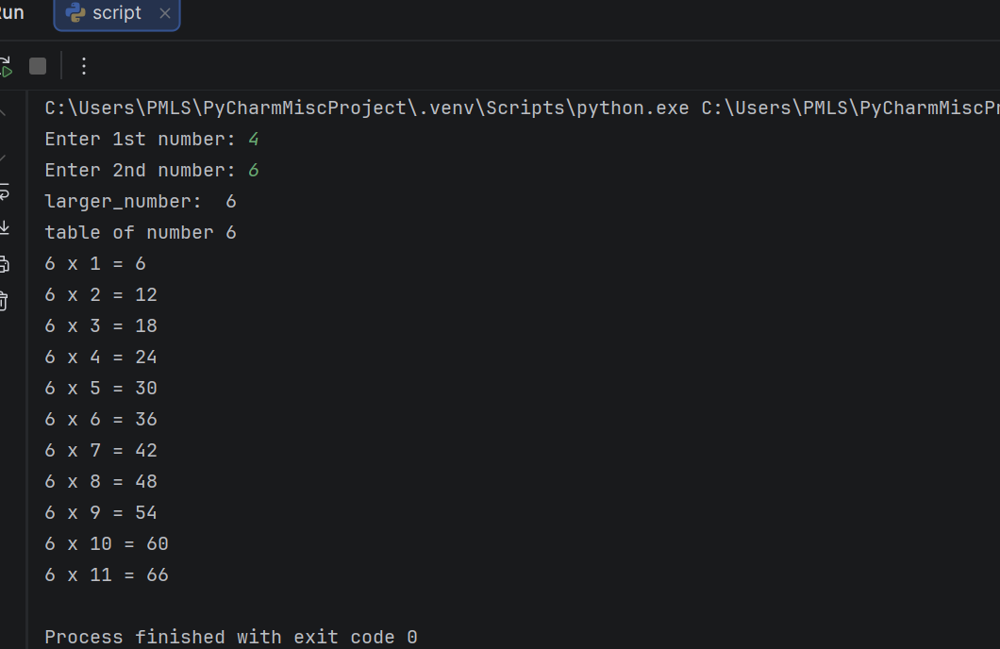 script
C:\Users\PMLS\PyCharmMiscProject\.venv\Scripts\python.exe C:\Users\PMLS\PyCharmMiscPr
Enter 1st number: 4
Enter 2nd number: 6
larger_number:  6
table of number 6
6 x 1 = 6
6 x 2 = 12
6 x 3 = 18
6 x 4 = 24
6 x 5 = 30
6 x 6 = 36
6 x 7 = 42
6 x 8 = 48
6 x 9 = 54
6 x 10 = 60
6 x 11 = 66
Process finished with exit code 0